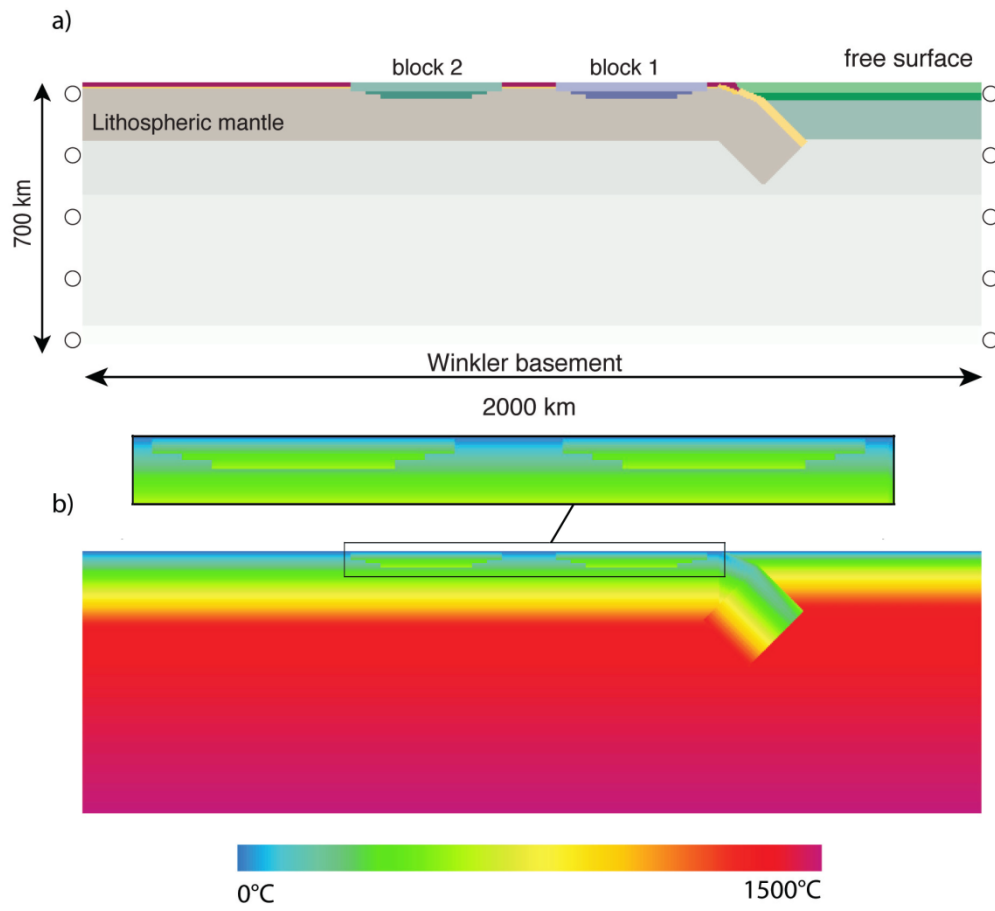 a)
free surface
block 2
block 1
Lithospheric mantle
700 km
Winkler basement
2000 km
b)
0°C
1500°C